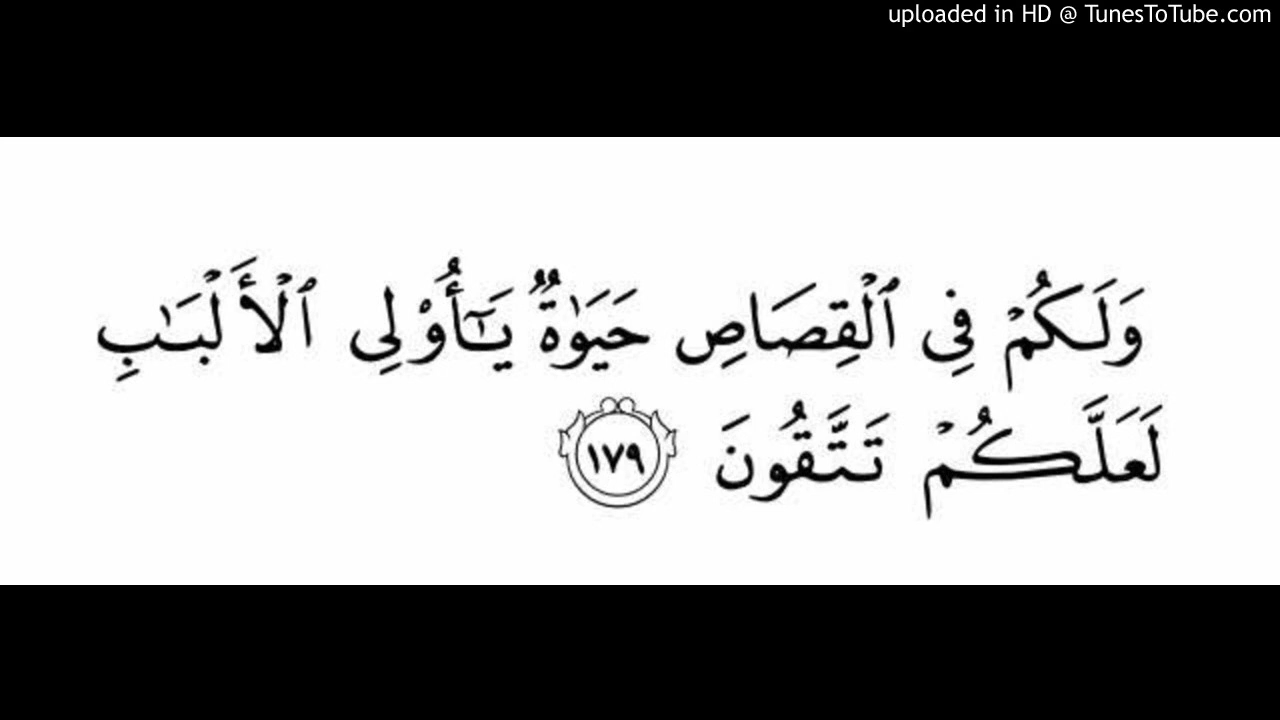 uploaded in HD @ TunesToTube.com
وَلَكُمْ فِى ٱلْقِصَاصِ حَيَوٰةٌ يَـٰٓأُو۟لِى ٱلْأَلْبَـٰبِ
لَعَلَّكُمْ تَتَّقُونَ ١٧٩